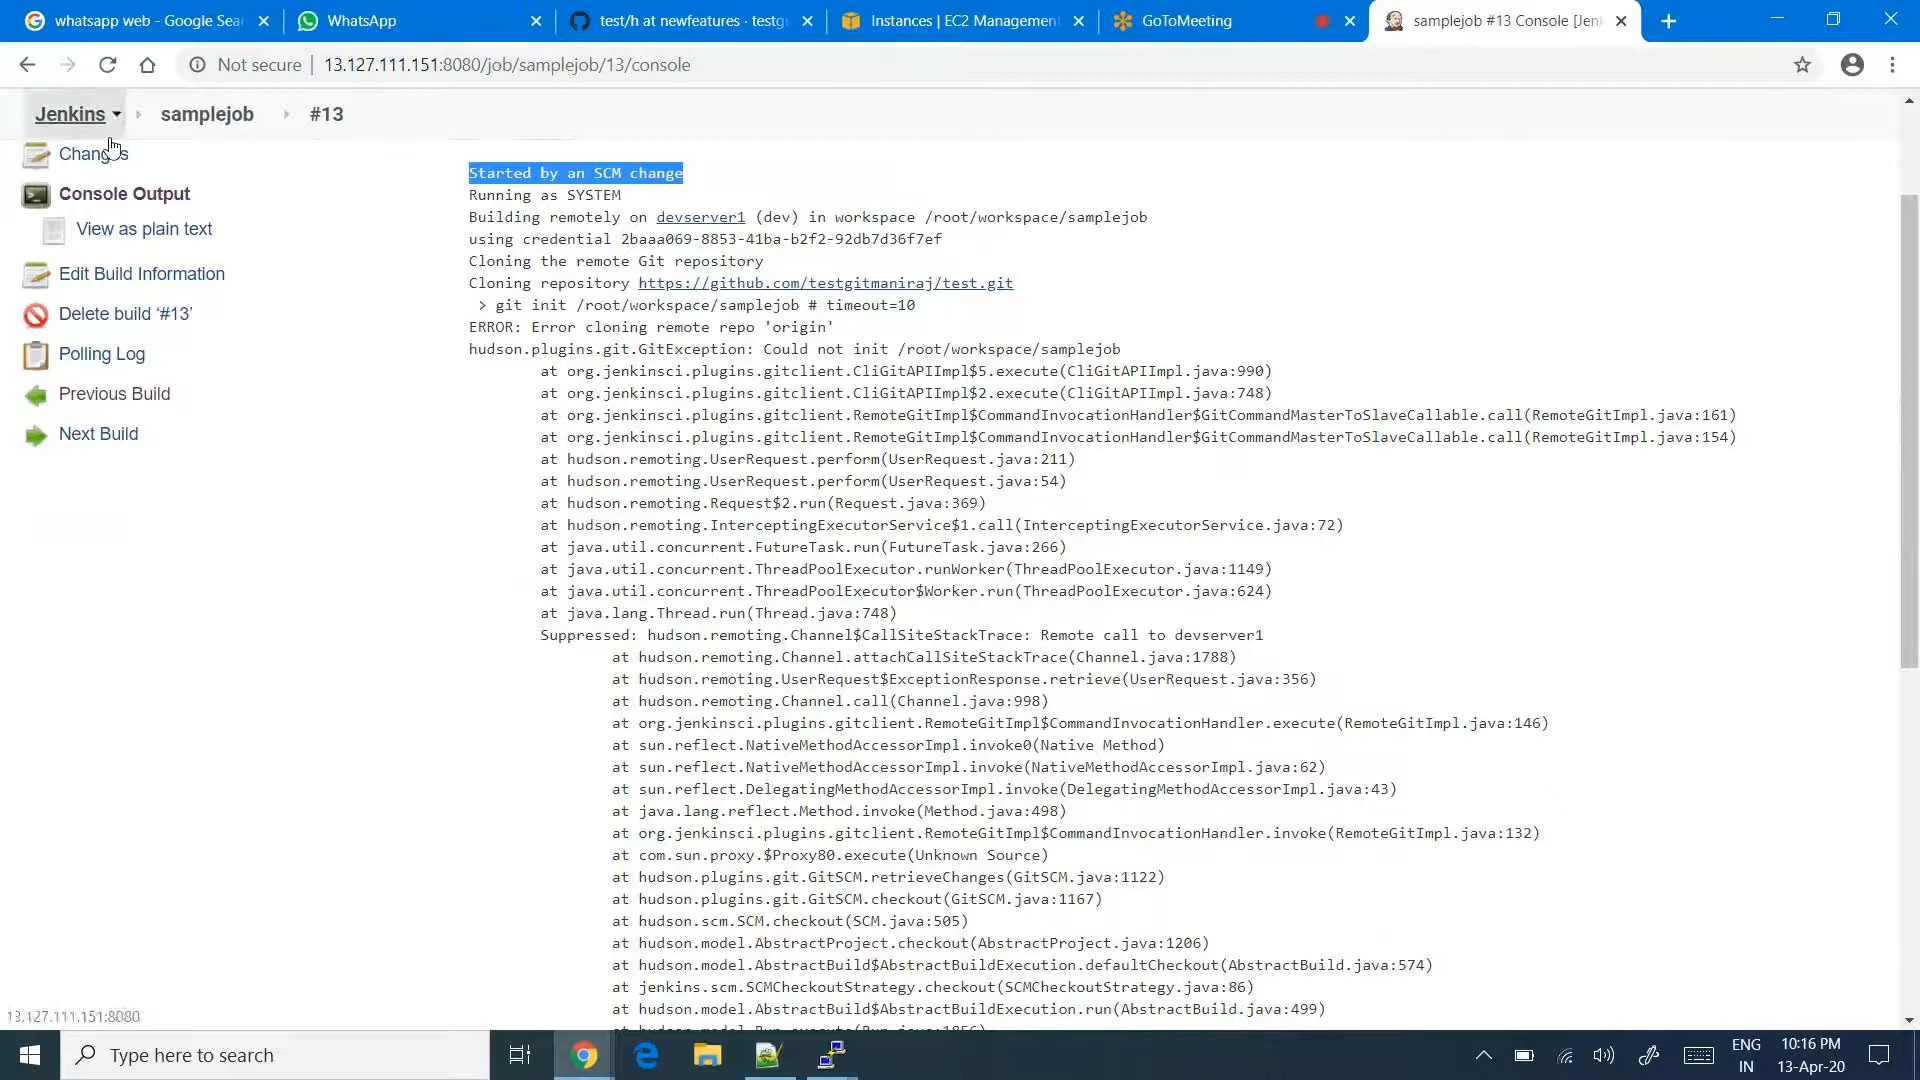 whatsapp web - Google Sea
WhatsApp
test/h at newfeatures · testg
Instances | EC2 Management
GoToMeeting
samplejob #13 Console [Jen
Not secure
13.127.111.151:8080/job/samplejob/13/console
Jenkins
samplejob
#13
Changes
Console Output
View as plain text
Edit Build Information
Delete build ‘#13’
Polling Log
Previous Build
Next Build
Started by an SCM change
Running as SYSTEM
Building remotely on devserver1 (dev) in workspace /root/workspace/samplejob
using credential 2baaa069-8853-41ba-b2f2-92db7d36f7ef
Cloning the remote Git repository
Cloning repository https://github.com/testgitmaniraj/test.git
> git init /root/workspace/samplejob # timeout=10
ERROR: Error cloning remote repo 'origin'
hudson.plugins.git.GitException: Could not init /root/workspace/samplejob
at org.jenkinsci.plugins.gitclient.CliGitAPIImpl$5.execute(CliGitAPIImpl.java:990)
at org.jenkinsci.plugins.gitclient.CliGitAPIImpl$2.execute(CliGitAPIImpl.java:748)
at org.jenkinsci.plugins.gitclient.RemoteGitImpl$CommandInvocationHandler$GitCommandMasterToSlaveCallable.call(RemoteGitImpl.java:161)
at org.jenkinsci.plugins.gitclient.RemoteGitImpl$CommandInvocationHandler$GitCommandMasterToSlaveCallable.call(RemoteGitImpl.java:154)
at hudson.remoting.UserRequest.perform(UserRequest.java:211)
at hudson.remoting.UserRequest.perform(UserRequest.java:54)
at hudson.remoting.Request$2.run(Request.java:369)
at hudson.remoting.InterceptingExecutorService$1.call(InterceptingExecutorService.java:72)
at java.util.concurrent.FutureTask.run(FutureTask.java:266)
at java.util.concurrent.ThreadPoolExecutor.runWorker(ThreadPoolExecutor.java:1149)
at java.util.concurrent.ThreadPoolExecutor$Worker.run(ThreadPoolExecutor.java:624)
at java.lang.Thread.run(Thread.java:748)
Suppressed: hudson.remoting.Channel$CallSiteStackTrace: Remote call to devserver1
at hudson.remoting.Channel.attachCallSiteStackTrace(Channel.java:1788)
at hudson.remoting.UserRequest$ExceptionResponse.retrieve(UserRequest.java:356)
at hudson.remoting.Channel.call(Channel.java:998)
at org.jenkinsci.plugins.gitclient.RemoteGitImpl$CommandInvocationHandler.execute(RemoteGitImpl.java:146)
at sun.reflect.NativeMethodAccessorImpl.invoke0(Native Method)
at sun.reflect.NativeMethodAccessorImpl.invoke(NativeMethodAccessorImpl.java:62)
at sun.reflect.DelegatingMethodAccessorImpl.invoke(DelegatingMethodAccessorImpl.java:43)
at java.lang.reflect.Method.invoke(Method.java:498)
at org.jenkinsci.plugins.gitclient.RemoteGitImpl$CommandInvocationHandler.invoke(RemoteGitImpl.java:132)
at com.sun.proxy.$Proxy80.execute(Unknown Source)
at hudson.plugins.git.GitSCM.retrieveChanges(GitSCM.java:1122)
at hudson.plugins.git.GitSCM.checkout(GitSCM.java:1167)
at hudson.scm.SCM.checkout(SCM.java:505)
at hudson.model.AbstractProject.checkout(AbstractProject.java:1206)
at hudson.model.AbstractBuild$AbstractBuildExecution.defaultCheckout(AbstractBuild.java:574)
at jenkins.scm.SCMCheckoutStrategy.checkout(SCMCheckoutStrategy.java:86)
at hudson.model.AbstractBuild$AbstractBuildExecution.run(AbstractBuild.java:499)
13.127.111.151:8080
Type here to search
ENG
IN
10:16 PM
13-Apr-20